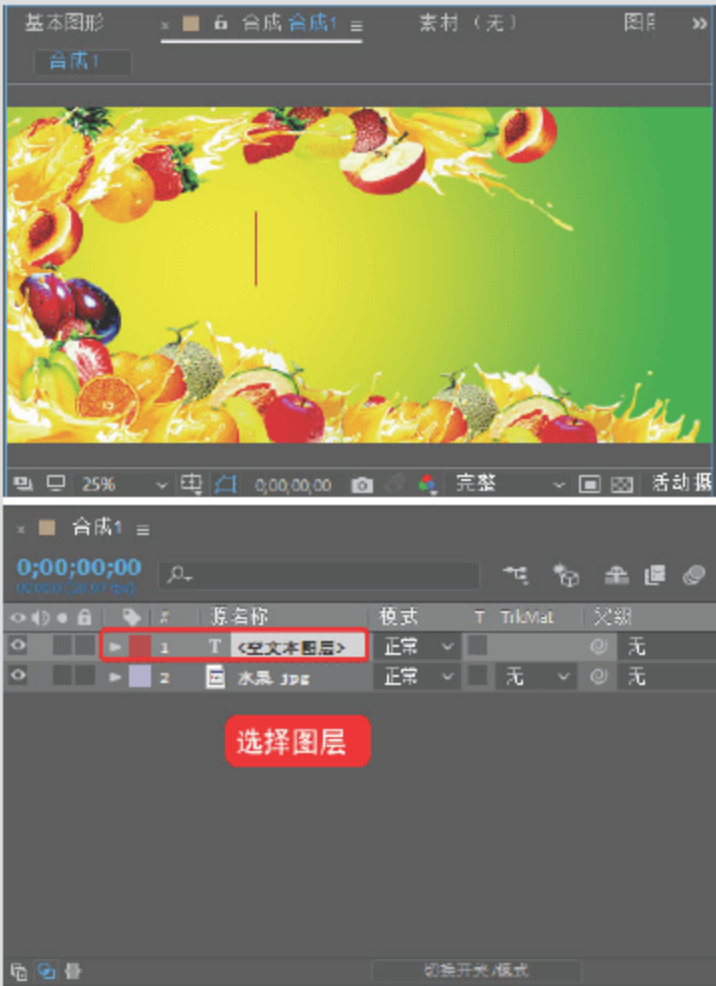 基本图形 合成 合成1 素材 （无） 图层
合成1
25% 0;00;00;00 完整 活动摄
合成1
0;00;00;00
# 源名称 模式 T TrkMat 父级
1 T <空文本图层> 正常 无
2 水果.jpg 正常 无 无
选择图层
切换开关/模式